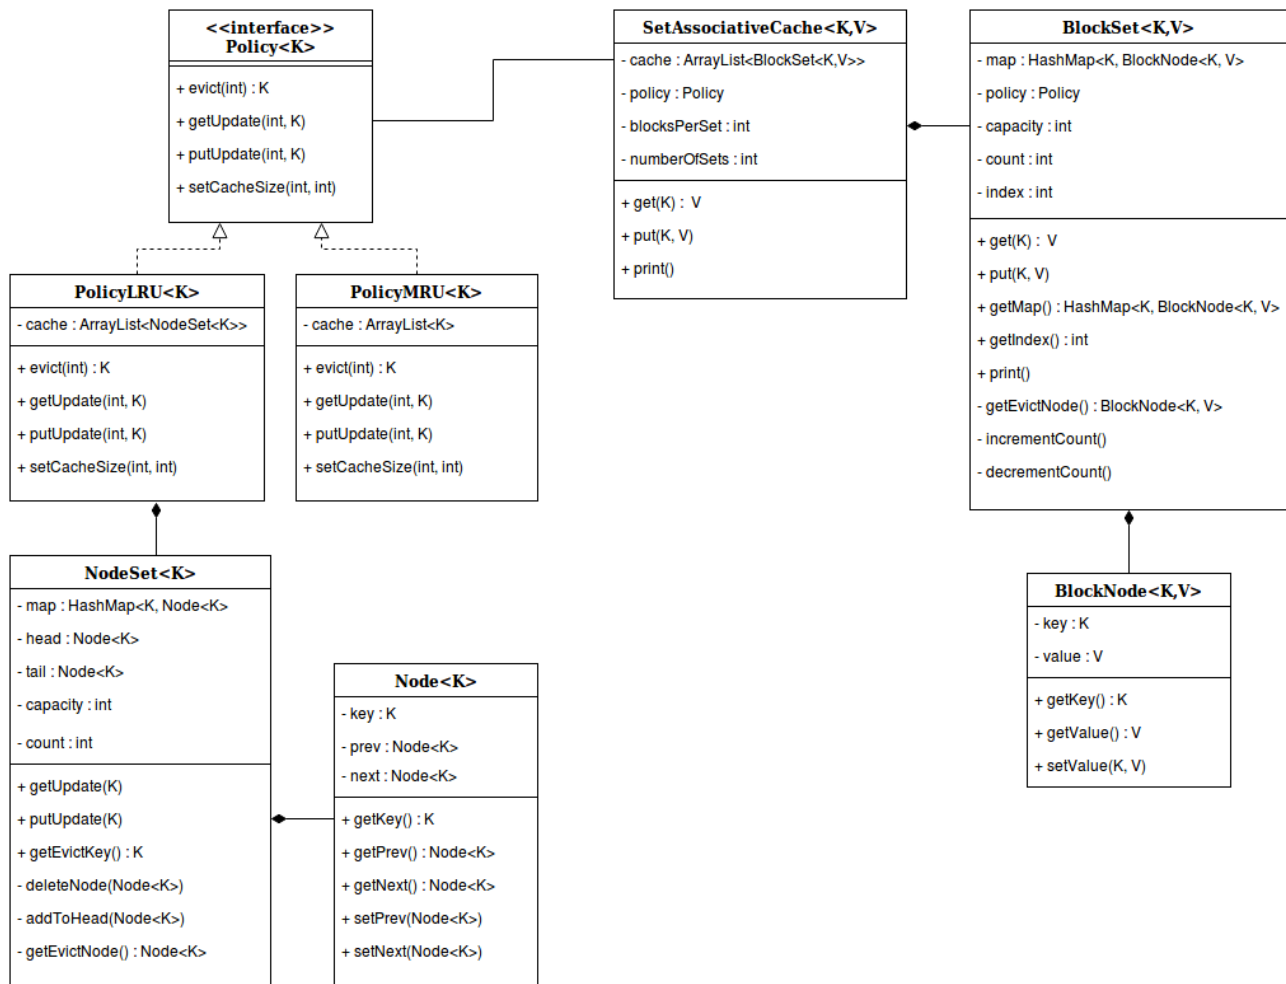 <<interface>>
Policy<K>
+ evict(int) : K
+ getUpdate(int, K)
+ putUpdate(int, K)
+ setCacheSize(int, int)
SetAssociativeCache<K,V>
- cache : ArrayList<BlockSet<K,V>>
- policy : Policy
- blocksPerSet : int
- numberOfSets : int
+ get(K) : V
+ put(K, V)
+ print()
BlockSet<K,V>
- map : HashMap<K, BlockNode<K, V>
- policy : Policy
- capacity : int
- count : int
- index : int
+ get(K) : V
+ put(K, V)
+ getMap() : HashMap<K, BlockNode<K, V>
+ getIndex() : int
+ print()
- getEvictNode() : BlockNode<K, V>
- incrementCount()
- decrementCount()
PolicyLRU<K>
- cache : ArrayList<NodeSet<K>>
+ evict(int) : K
+ getUpdate(int, K)
+ putUpdate(int, K)
+ setCacheSize(int, int)
PolicyMRU<K>
- cache : ArrayList<K>
+ evict(int) : K
+ getUpdate(int, K)
+ putUpdate(int, K)
+ setCacheSize(int, int)
NodeSet<K>
- map : HashMap<K, Node<K>
- head : Node<K>
- tail : Node<K>
- capacity : int
- count : int
+ getUpdate(K)
+ putUpdate(K)
+ getEvictKey() : K
- deleteNode(Node<K>)
- addToHead(Node<K>)
- getEvictNode() : Node<K>
Node<K>
- key : K
- prev : Node<K>
- next : Node<K>
+ getKey() : K
+ getPrev() : Node<K>
+ getNext() : Node<K>
+ setPrev(Node<K>)
+ setNext(Node<K>)
BlockNode<K,V>
- key : K
- value : V
+ getKey() : K
+ getValue() : V
+ setValue(K, V)